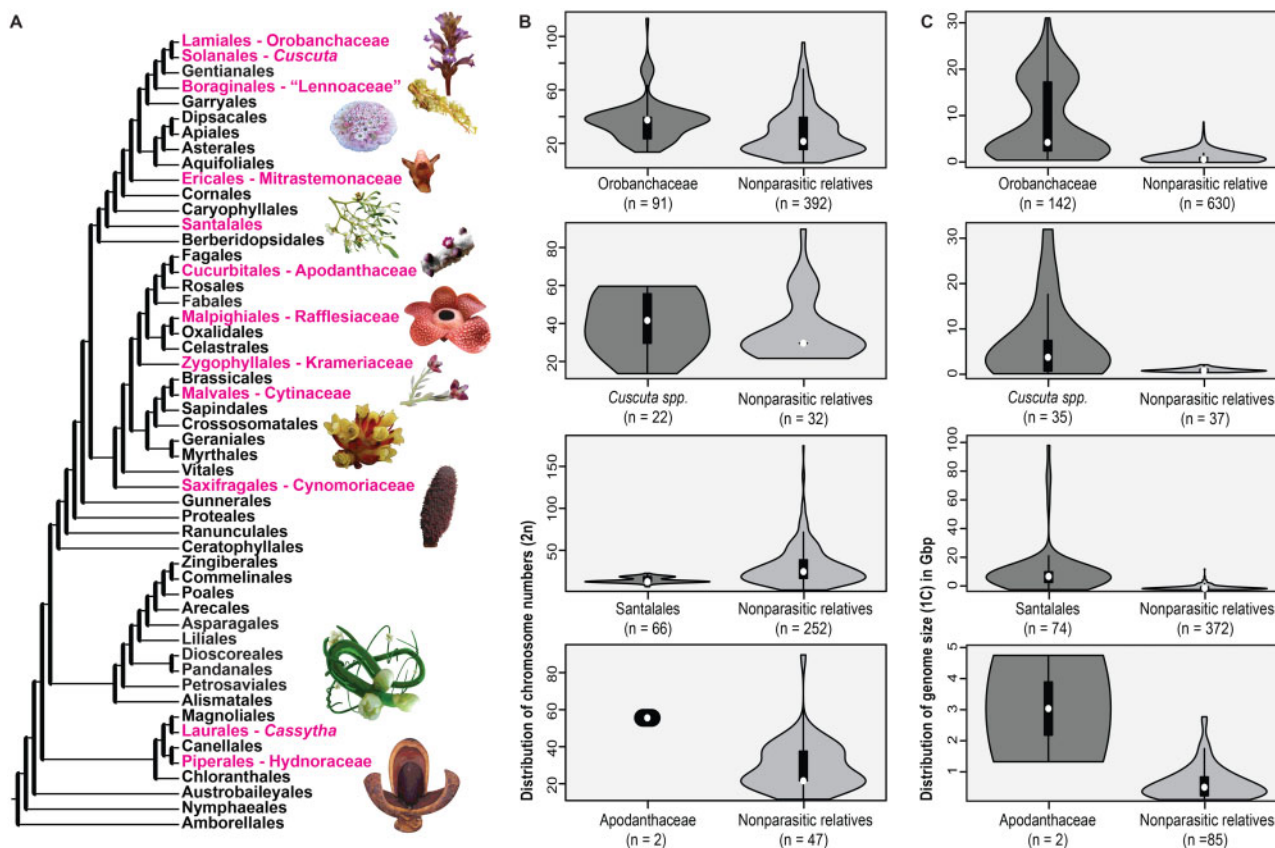 A
Lamiales - Orobanchaceae
Solanales - Cuscuta
Gentianales
Boraginales - “Lennoaceae”
Garryales
Dipsacales
Apiales
Asterales
Aquifoliales
Ericales - Mitrastemonaceae
Cornales
Caryophyllales
Santalales
Berberidopsidales
Fagales
Cucurbitales - Apodanthaceae
Rosales
Fabales
Malpighiales - Rafflesiaceae
Oxalidales
Celastrales
Zygophyllales - Krameriaceae
Brassicales
Malvales - Cytinaceae
Sapindales
Crossosomatales
Geraniales
Myrthales
Vitales
Saxifragales - Cynomoriaceae
Gunnerales
Proteales
Ranunculales
Ceratophyllales
Zingiberales
Commelinales
Poales
Arecales
Asparagales
Liliales
Dioscoreales
Pandanales
Petrosaviales
Alismatales
Magnoliales
Laurales - Cassytha
Canellales
Piperales - Hydnoraceae
Chloranthales
Austrobaileyales
Nymphaeales
Amborellales
B
Distribution of chromosome numbers (2n)
100
60
20
Orobanchaceae Nonparasitic relatives
(n = 91) (n = 392)
80
60
40
20
Cuscuta spp. Nonparasitic relatives
(n = 22) (n = 32)
150
100
50
Santalales Nonparasitic relatives
(n = 66) (n = 252)
80
60
40
20
Apodanthaceae Nonparasitic relatives
(n = 2) (n = 47)
C
Distribution of genome size (1C) in Gbp
30
20
10
0
Orobanchaceae Nonparasitic relative
(n = 142) (n = 630)
30
20
10
0
Cuscuta spp. Nonparasitic relatives
(n = 35) (n = 37)
100
80
60
40
20
0
Santalales Nonparasitic relatives
(n = 74) (n = 372)
5
4
3
2
1
Apodanthaceae Nonparasitic relatives
(n = 2) (n =85)